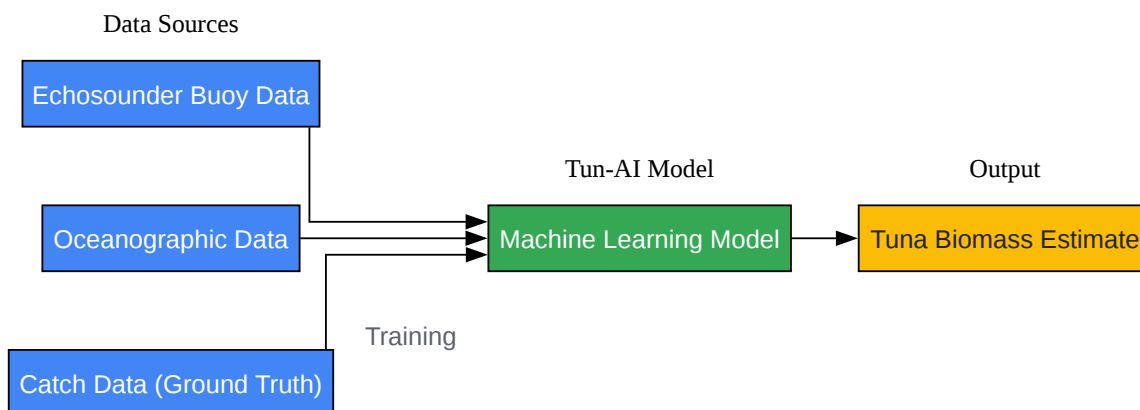 Data Sources
Echosounder Buoy Data
Tun-AI Model
Output
Oceanographic Data
Machine Learning Model
Tuna Biomass Estimate
Training
Catch Data (Ground Truth)